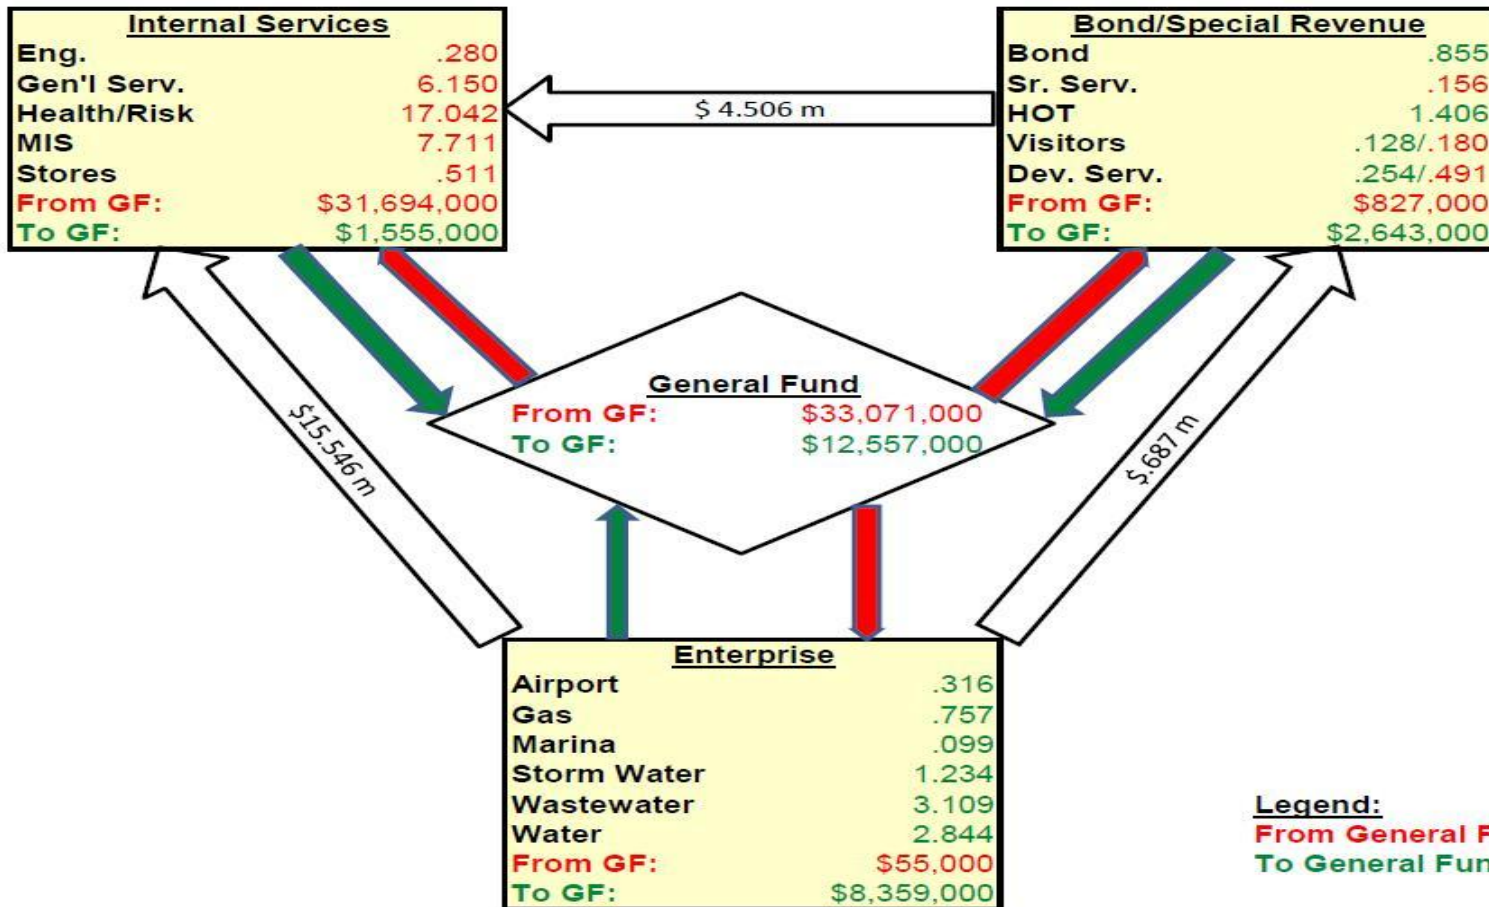 Internal Services
Eng. .280
Gen'l Serv. 6.150
Health/Risk 17.042
MIS 7.711
Stores .511
From GF: $31,694,000
To GF: $1,555,000
$ 4.506 m
Bond/Special Revenue
Bond .855
Sr. Serv. .156
HOT 1.406
Visitors .128/.180
Dev. Serv. .254/.491
From GF: $827,000
To GF: $2,643,000
General Fund
From GF: $33,071,000
To GF: $12,557,000
$15.546 m
$.687 m
Enterprise
Airport .316
Gas .757
Marina .099
Storm Water 1.234
Wastewater 3.109
Water 2.844
From GF: $55,000
To GF: $8,359,000
Legend:
From General F
To General Fun